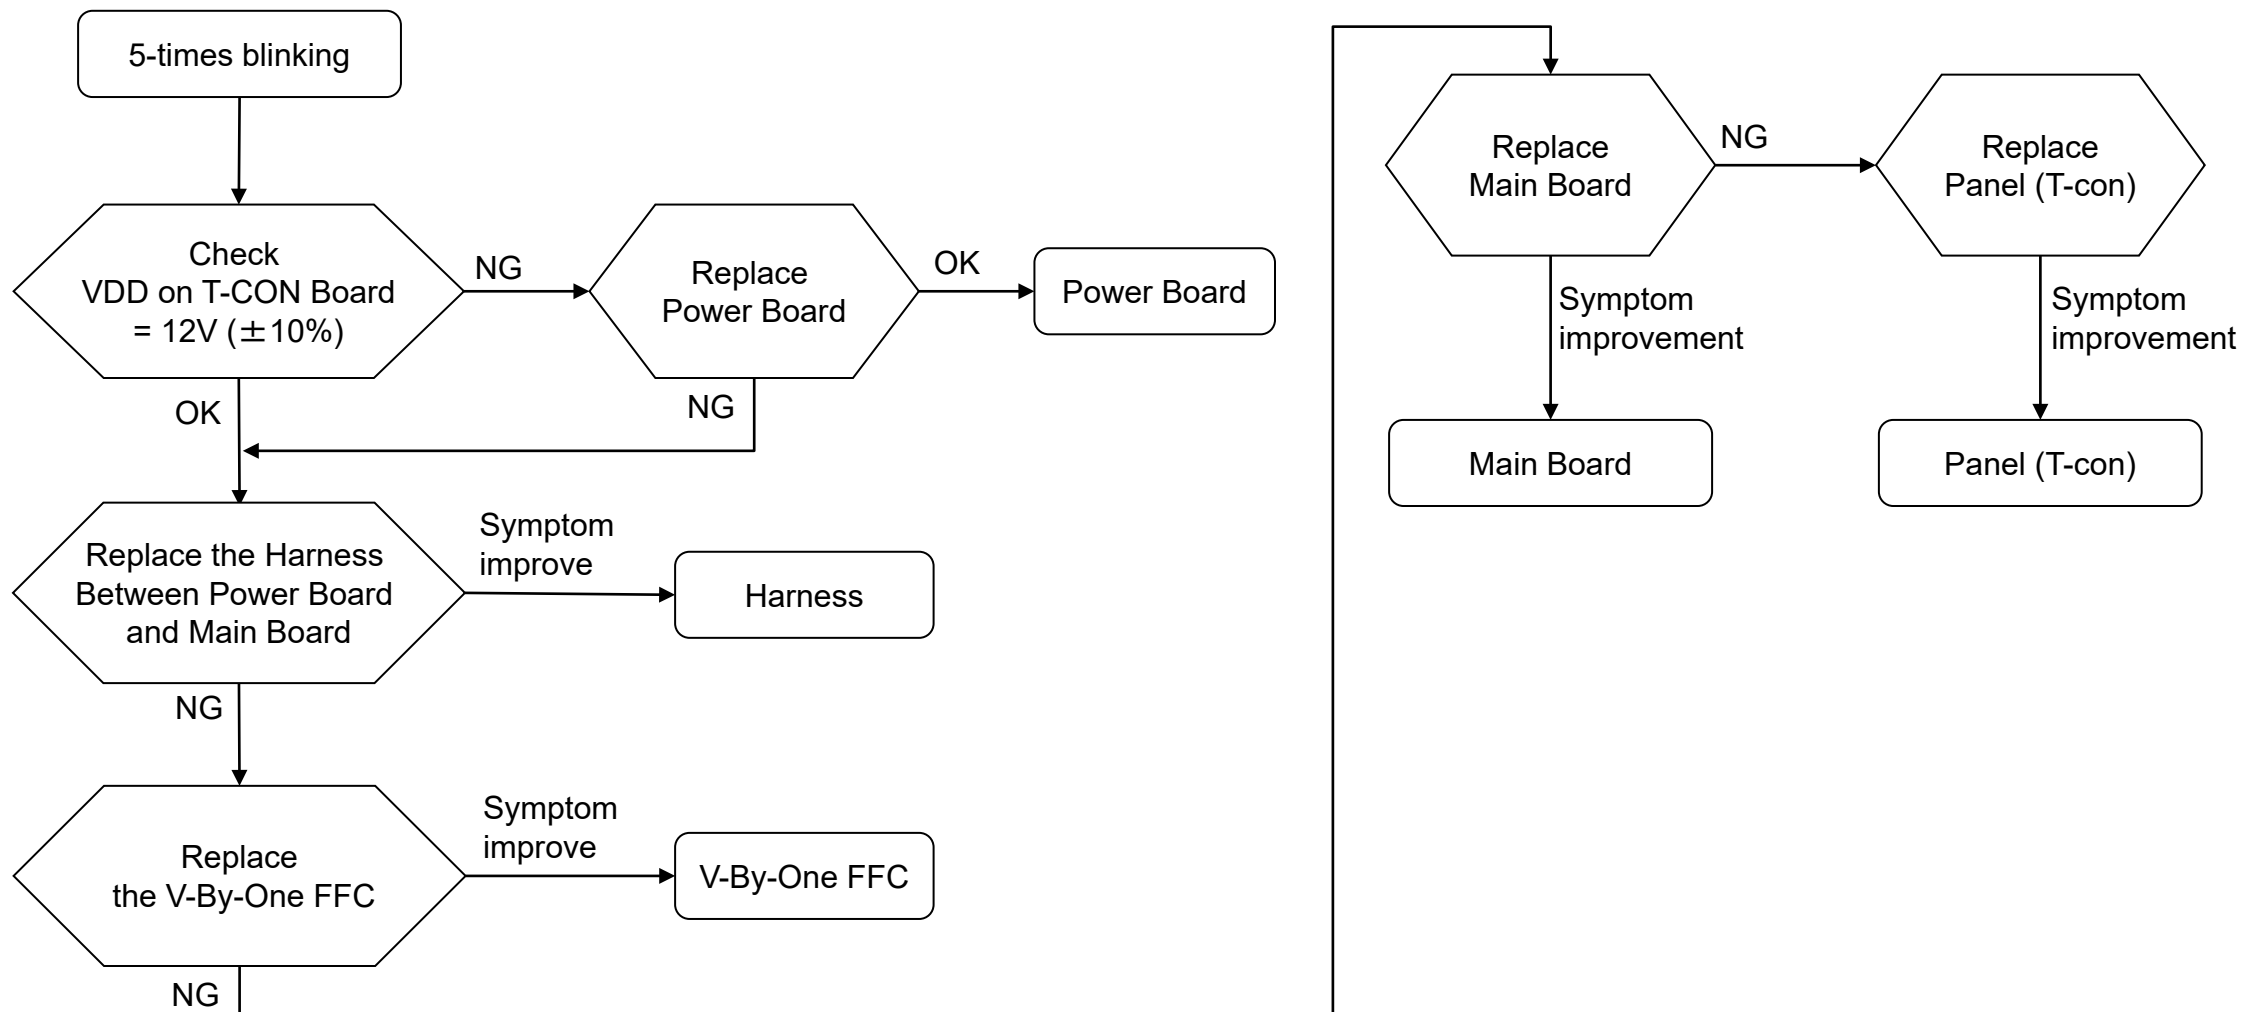 5-times blinking
Check
VDD on T-CON Board
= 12V (±10%)
NG
Replace
Power Board
OK
Power Board
OK
NG
Replace the Harness
Between Power Board
and Main Board
Symptom
improve
Harness
NG
Replace
the V-By-One FFC
Symptom
improve
V-By-One FFC
NG
Replace
Main Board
NG
Replace
Panel (T-con)
Symptom
improvement
Symptom
improvement
Main Board
Panel (T-con)